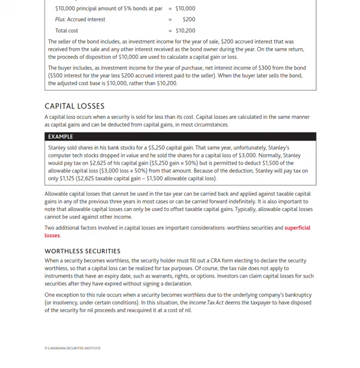 $10,000 principal amount of 5% bonds at par = $10,000
Plus: Accrued interest = $200
Total cost = $10,200
The seller of the bond includes, as investment income for the year of sale, $200 accrued interest that was
received from the sale and any other interest received as the bond owner during the year. On the same return,
the proceeds of disposition of $10,000 are used to calculate a capital gain or loss.
The buyer includes, as investment income for the year of purchase, net interest income of $300 from the bond
($500 interest for the year less $200 accrued interest paid to the seller). When the buyer later sells the bond,
the adjusted cost base is $10,000, rather than $10,200.
CAPITAL LOSSES
A capital loss occurs when a security is sold for less than its cost. Capital losses are calculated in the same manner
as capital gains and can be deducted from capital gains, in most circumstances.
EXAMPLE
Stanley sold shares in his bank stocks for a $5,250 capital gain. That same year, unfortunately, Stanley's
computer tech stocks dropped in value and he sold the shares for a capital loss of $3,000. Normally, Stanley
would pay tax on $2,625 of his capital gain ($5,250 gain × 50%) but is permitted to deduct $1,500 of the
allowable capital loss ($3,000 loss × 50%) from that amount. Because of the deduction, Stanley will pay tax on
only $1,125 ($2,625 taxable capital gain – $1,500 allowable capital loss).
Allowable capital losses that cannot be used in the tax year can be carried back and applied against taxable capital
gains in any of the previous three years in most cases or can be carried forward indefinitely. It is also important to
note that allowable capital losses can only be used to offset taxable capital gains. Typically, allowable capital losses
cannot be used against other income.
Two additional factors involved in capital losses are important considerations: worthless securities and superficial
losses.
WORTHLESS SECURITIES
When a security becomes worthless, the security holder must fill out a CRA form electing to declare the security
worthless, so that a capital loss can be realized for tax purposes. Of course, the tax rule does not apply to
instruments that have an expiry date, such as warrants, rights, or options. Investors can claim capital losses for such
securities after they have expired without signing a declaration.
One exception to this rule occurs when a security becomes worthless due to the underlying company's bankruptcy
(or insolvency, under certain conditions). In this situation, the Income Tax Act deems the taxpayer to have disposed
of the security for nil proceeds and reacquired it at a cost of nil.
© CANADIAN SECURITIES INSTITUTE